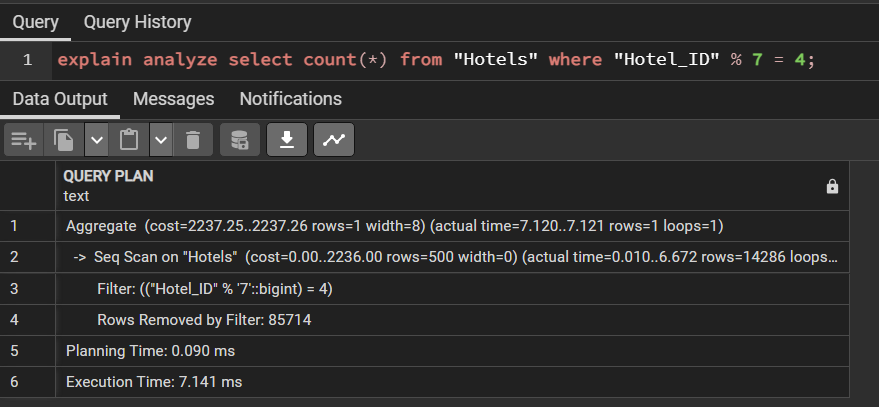 Query Query History
1 explain analyze select count(*) from "Hotels" where "Hotel_ID" % 7 = 4;
Data Output Messages Notifications
QUERY PLAN
text
1 Aggregate (cost=2237.25..2237.26 rows=1 width=8) (actual time=7.120..7.121 rows=1 loops=1)
2 -> Seq Scan on "Hotels" (cost=0.00..2236.00 rows=500 width=0) (actual time=0.010..6.672 rows=14286 loops...
3 Filter: (("Hotel_ID" % '7'::bigint) = 4)
4 Rows Removed by Filter: 85714
5 Planning Time: 0.090 ms
6 Execution Time: 7.141 ms